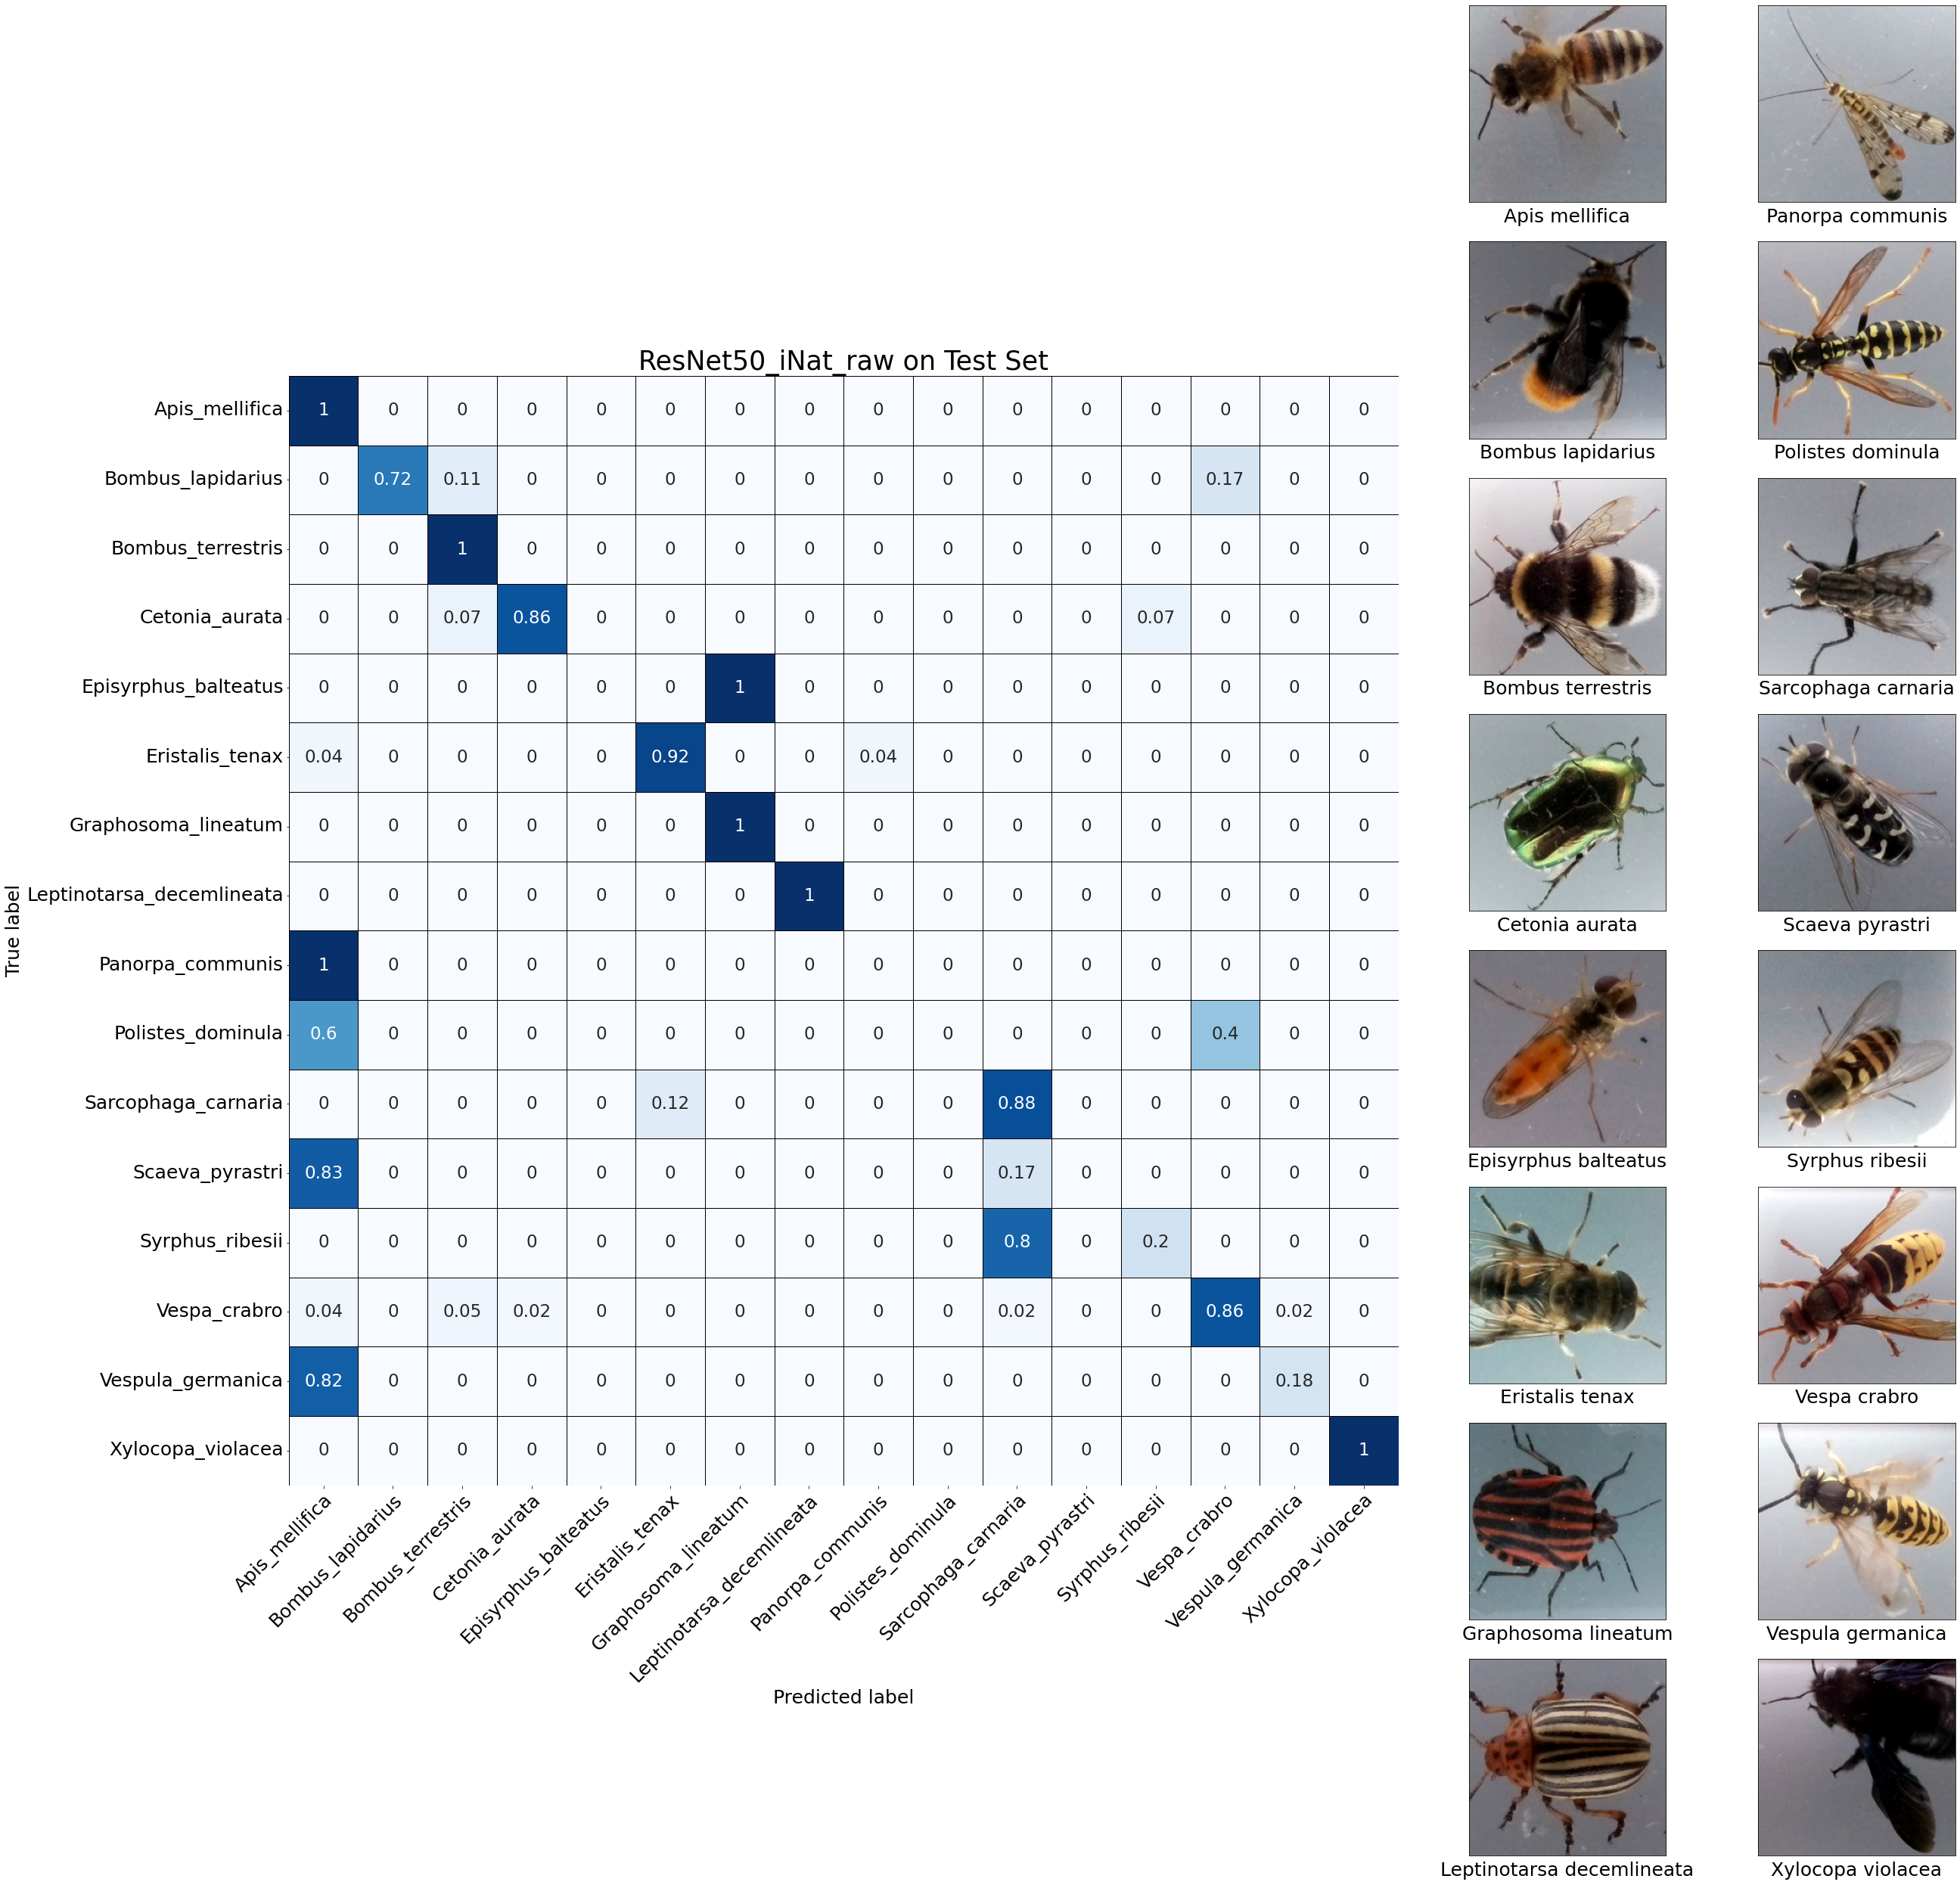 ResNet50_iNat_raw on Test Set
True label
Apis_mellifica 1 0 0 0 0 0 0 0 0 0 0 0 0 0 0 0
Bombus_lapidarius 0 0.72 0.11 0 0 0 0 0 0 0 0 0 0 0.17 0 0
Bombus_terrestris 0 0 1 0 0 0 0 0 0 0 0 0 0 0 0 0
Cetonia_aurata 0 0 0.07 0.86 0 0 0 0 0 0 0 0 0.07 0 0 0
Episyrphus_balteatus 0 0 0 0 0 0 1 0 0 0 0 0 0 0 0 0
Eristalis_tenax 0.04 0 0 0 0 0.92 0 0 0.04 0 0 0 0 0 0 0
Graphosoma_lineatum 0 0 0 0 0 0 1 0 0 0 0 0 0 0 0 0
Leptinotarsa_decemlineata 0 0 0 0 0 0 0 1 0 0 0 0 0 0 0 0
Panorpa_communis 1 0 0 0 0 0 0 0 0 0 0 0 0 0 0 0
Polistes_dominula 0.6 0 0 0 0 0 0 0 0 0 0 0 0 0.4 0 0
Sarcophaga_carnaria 0 0 0 0 0 0.12 0 0 0 0 0.88 0 0 0 0 0
Scaeva_pyrastri 0.83 0 0 0 0 0 0 0 0 0 0.17 0 0 0 0 0
Syrphus_ribesii 0 0 0 0 0 0 0 0 0 0 0.8 0 0.2 0 0 0
Vespa_crabro 0.04 0 0.05 0.02 0 0 0 0 0 0 0.02 0 0 0.86 0.02 0
Vespula_germanica 0.82 0 0 0 0 0 0 0 0 0 0 0 0 0 0.18 0
Xylocopa_violacea 0 0 0 0 0 0 0 0 0 0 0 0 0 0 0 1
Apis_mellifica
Bombus_lapidarius
Bombus_terrestris
Cetonia_aurata
Episyrphus_balteatus
Eristalis_tenax
Graphosoma_lineatum
Leptinotarsa_decemlineata
Panorpa_communis
Polistes_dominula
Sarcophaga_carnaria
Scaeva_pyrastri
Syrphus_ribesii
Vespa_crabro
Vespula_germanica
Xylocopa_violacea
Predicted label
Apis mellifica
Panorpa communis
Bombus lapidarius
Polistes dominula
Bombus terrestris
Sarcophaga carnaria
Cetonia aurata
Scaeva pyrastri
Episyrphus balteatus
Syrphus ribesii
Eristalis tenax
Vespa crabro
Graphosoma lineatum
Vespula germanica
Leptinotarsa decemlineata
Xylocopa violacea